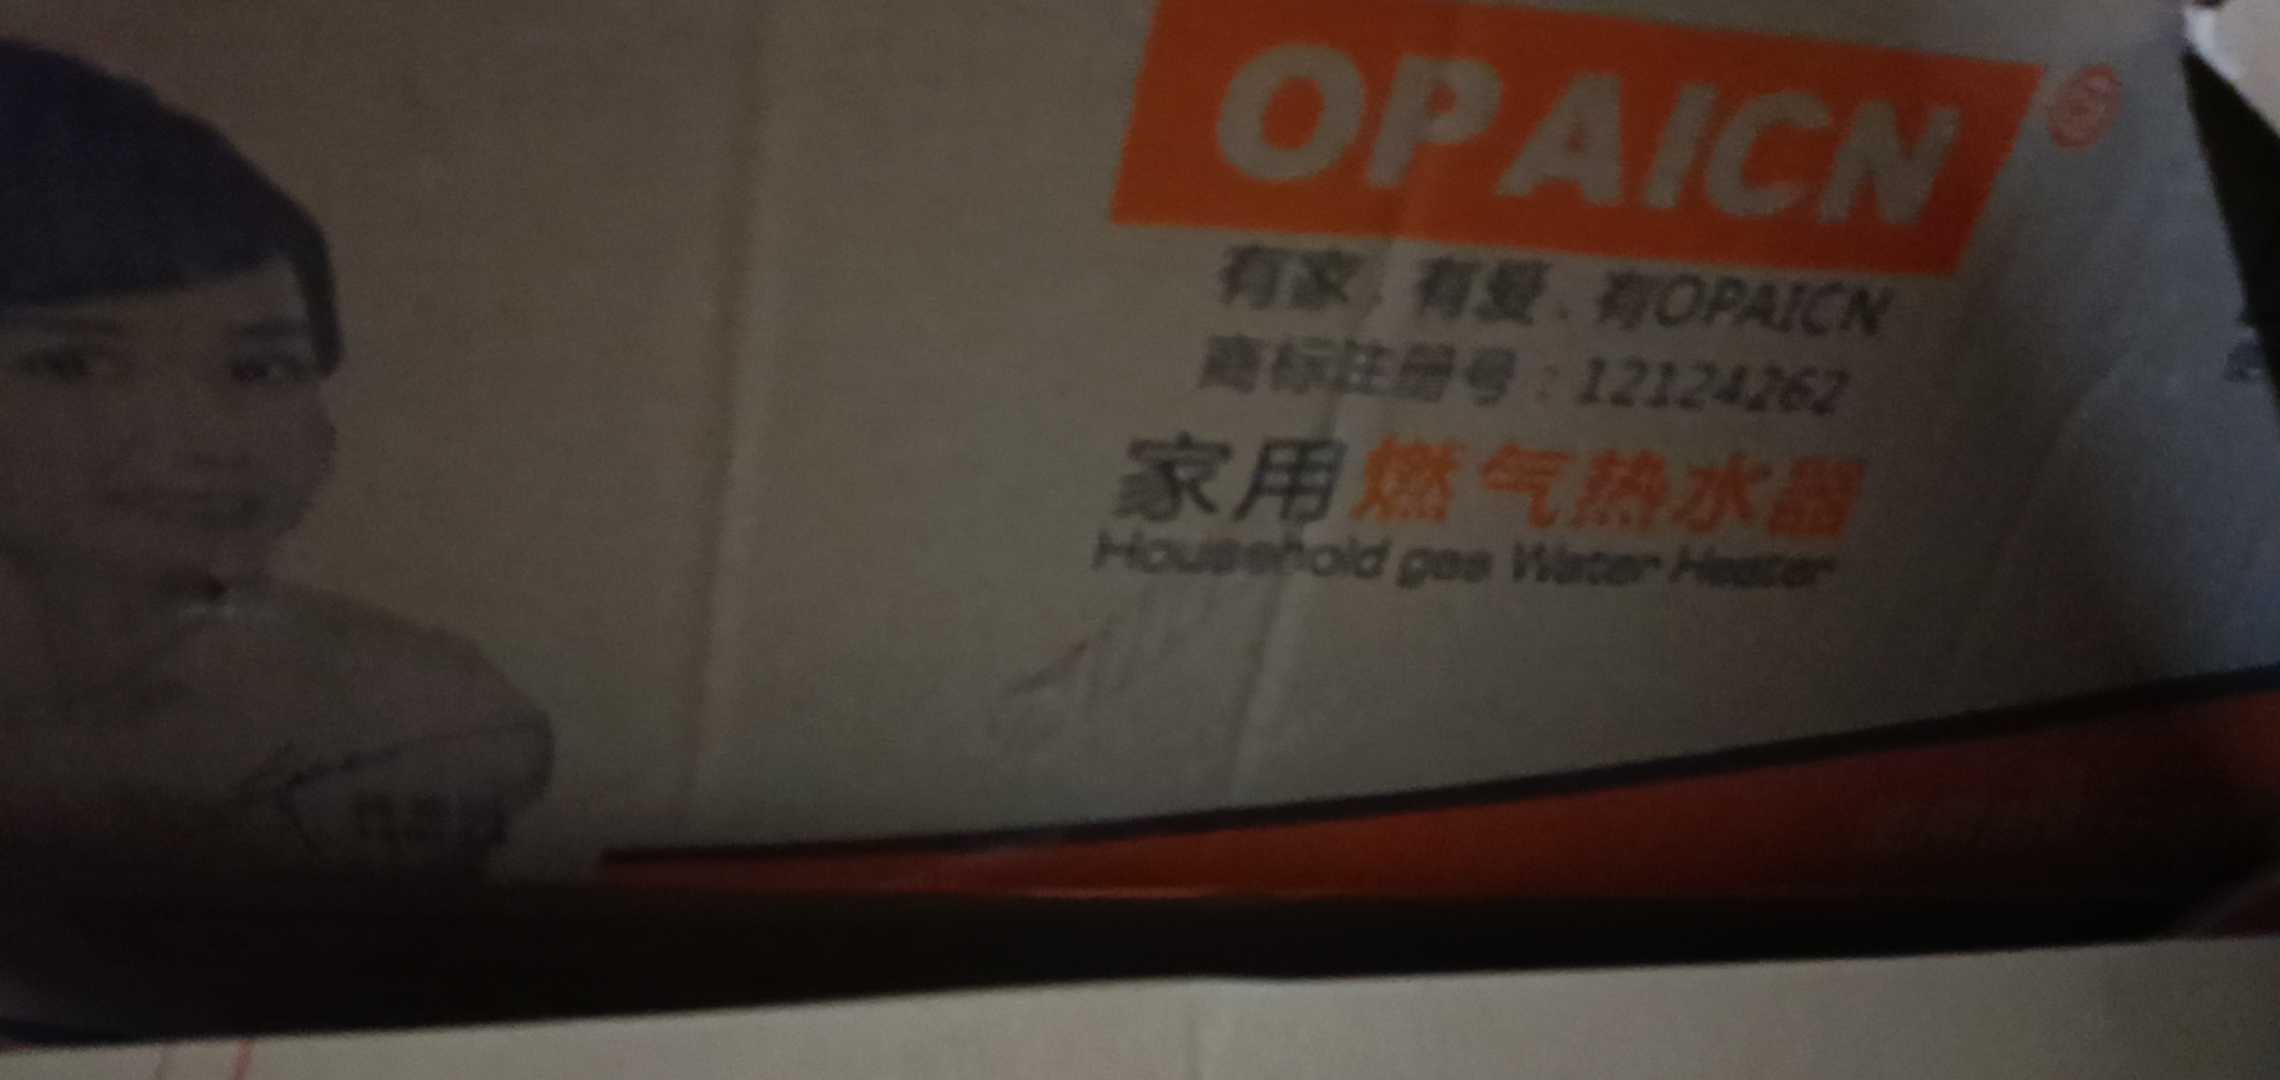 OPAICN
有家．有爱．有OPAICN
商标注册号：12124262
家用燃气热水器
Household gas Water Heater